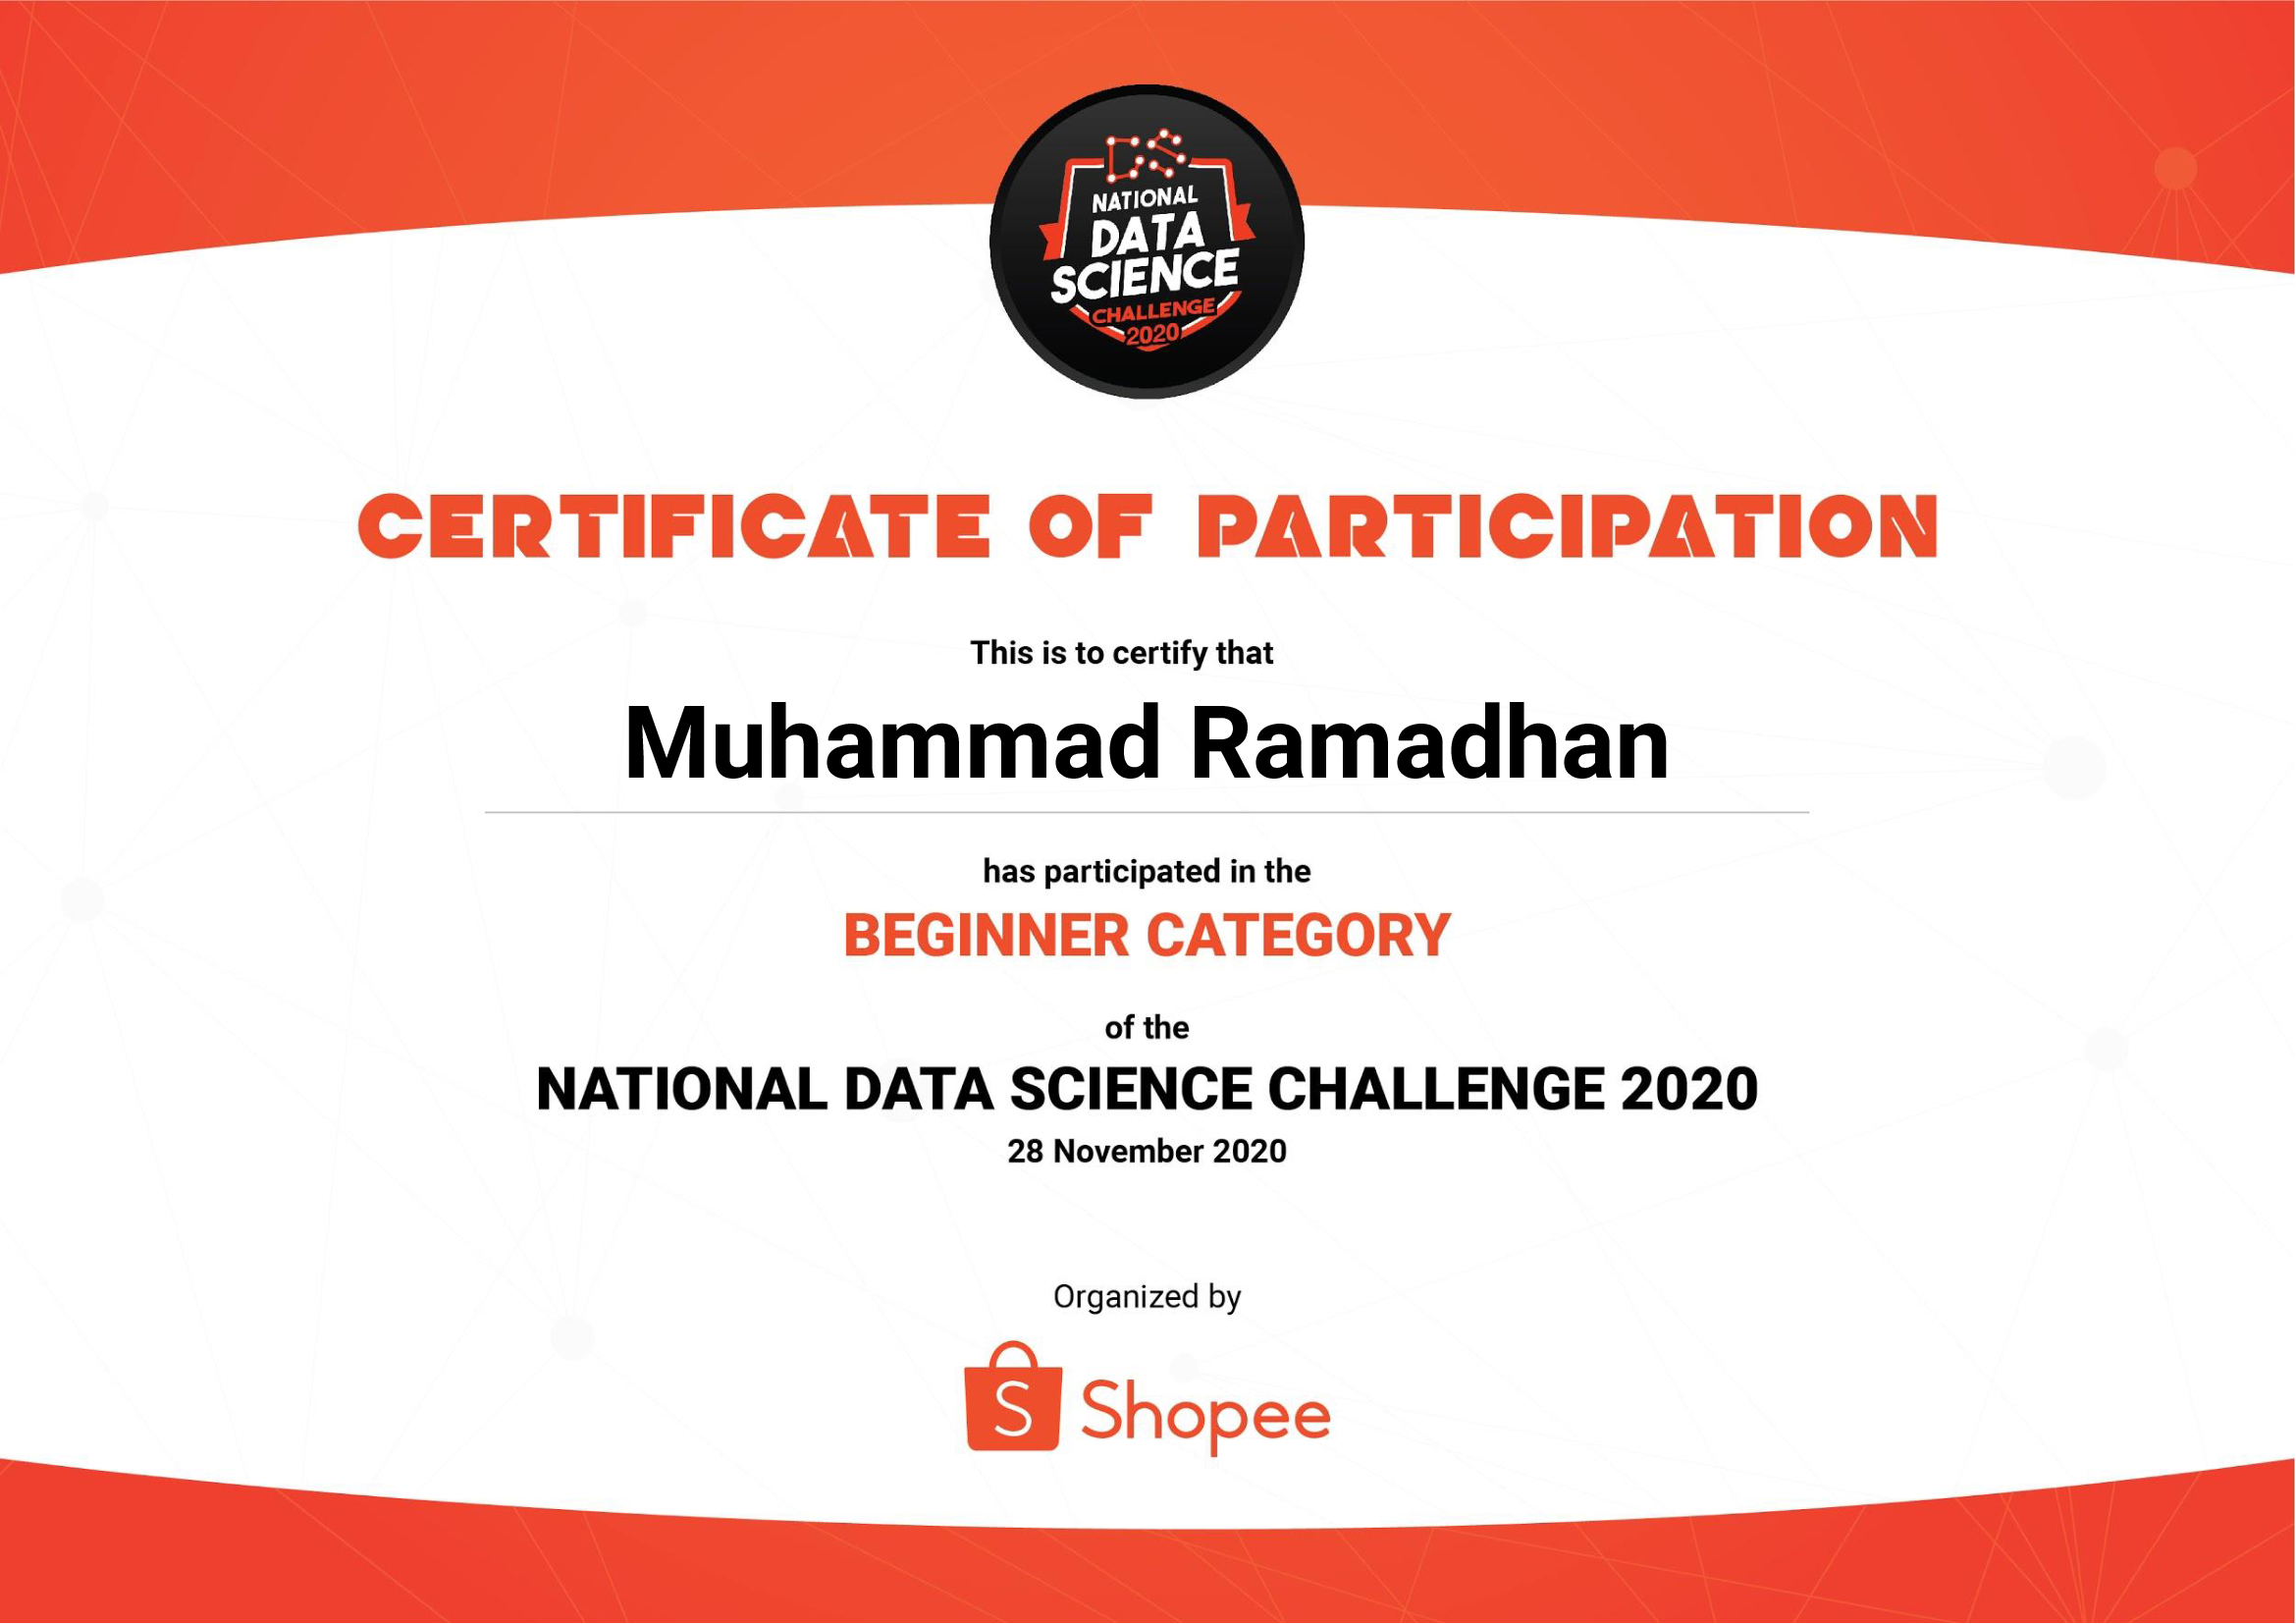 DS
NATIONAL
DATA
SCIENCE
CHALLENGE
2020
CERTIFICATE OF PARTICIPATION
This is to certify that
Muhammad Ramadhan
has participated in the
BEGINNER CATEGORY
of the
NATIONAL DATA SCIENCE CHALLENGE 2020
28 November 2020
Organized by
S Shopee